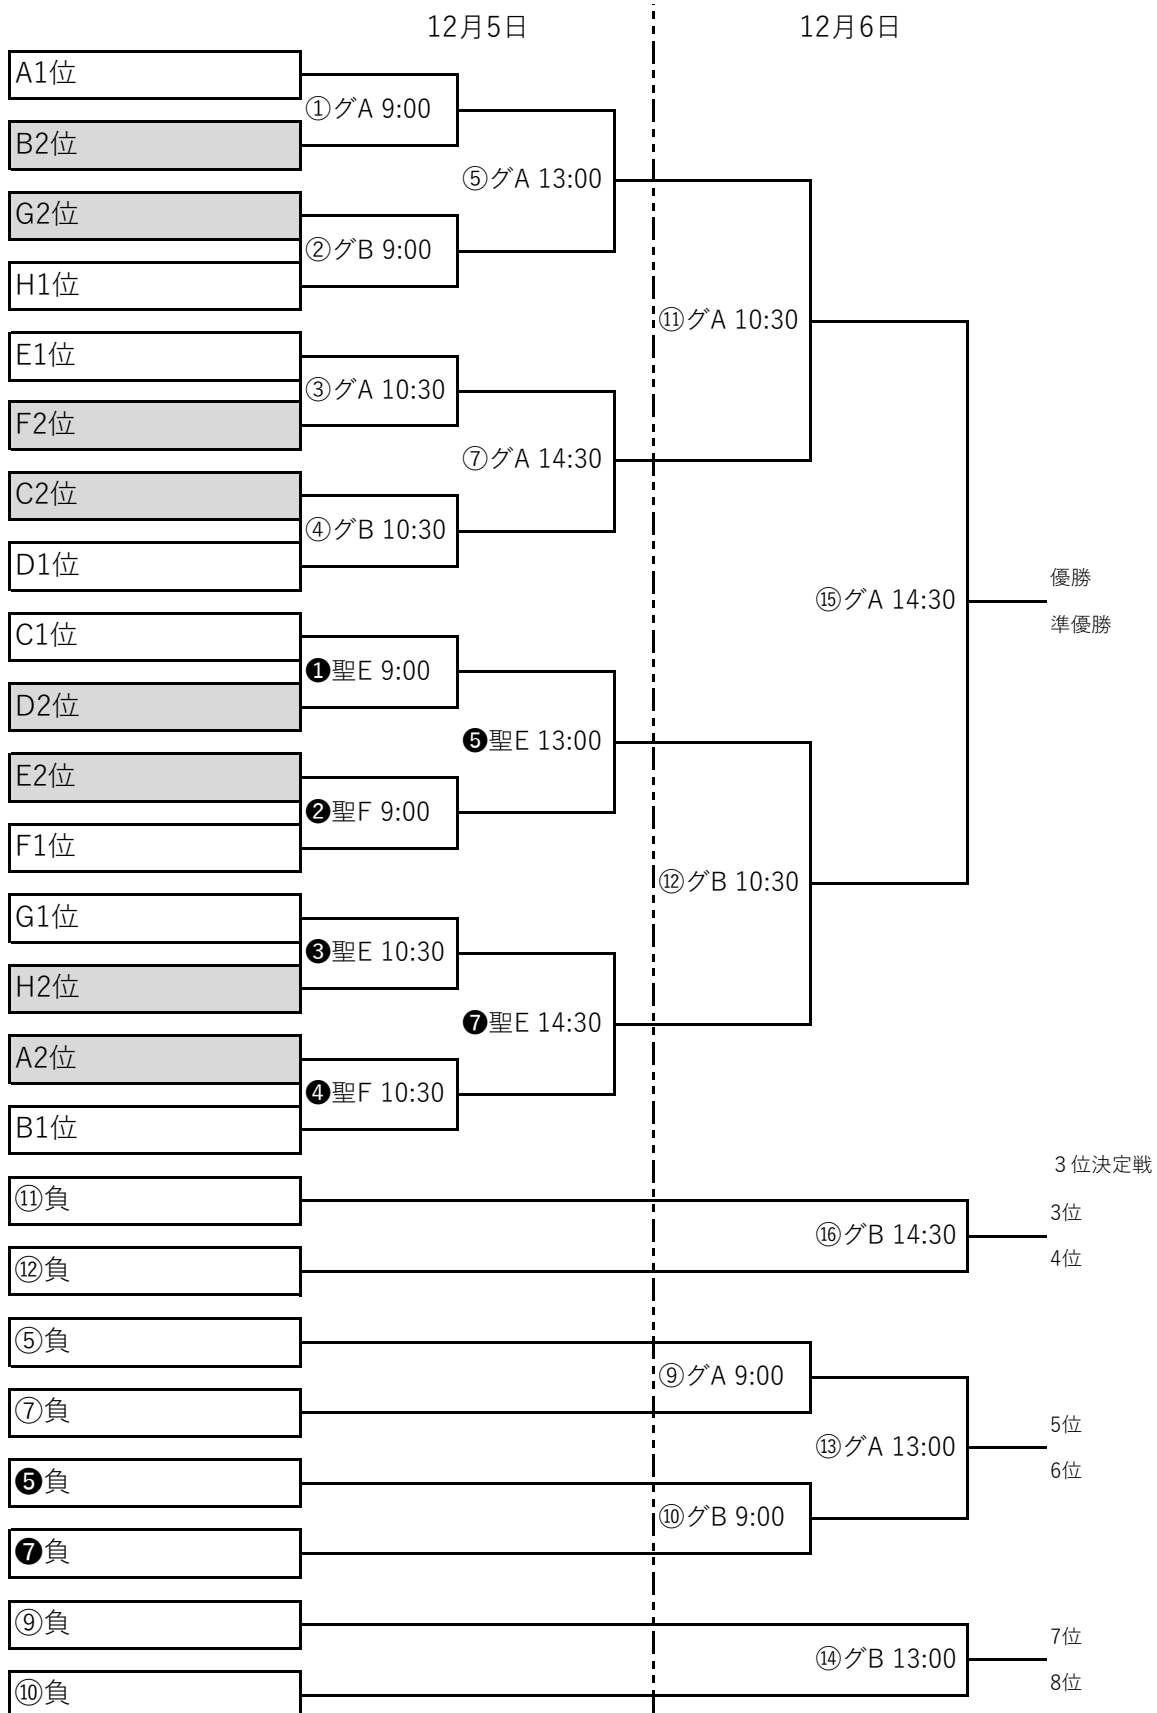 12月5日
12月6日
A1位
①グA 9:00
B2位
⑤グA 13:00
G2位
②グB 9:00
H1位
⑪グA 10:30
E1位
③グA 10:30
F2位
⑦グA 14:30
C2位
④グB 10:30
D1位
優勝
⑮グA 14:30
準優勝
C1位
❶聖E 9:00
D2位
❺聖E 13:00
E2位
❷聖F 9:00
F1位
⑫グB 10:30
G1位
❸聖E 10:30
H2位
❼聖E 14:30
A2位
❹聖F 10:30
B1位
３位決定戦
⑪負
3位
⑯グB 14:30
4位
⑫負
⑤負
⑨グA 9:00
⑦負
5位
⑬グA 13:00
6位
❺負
⑩グB 9:00
❼負
⑨負
7位
⑭グB 13:00
8位
⑩負